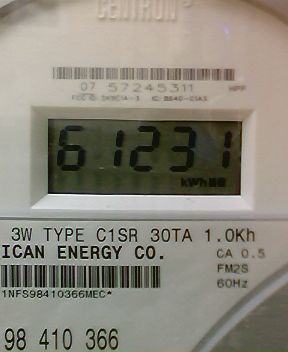 CENTRON
07 57245311
HPP
61231
kWh
3W TYPE C1SR 30TA 1.0Kh
ICAN ENERGY CO.
CA 0.5
FM2S
60Hz
1NFS98410366MEC*
98 410 366